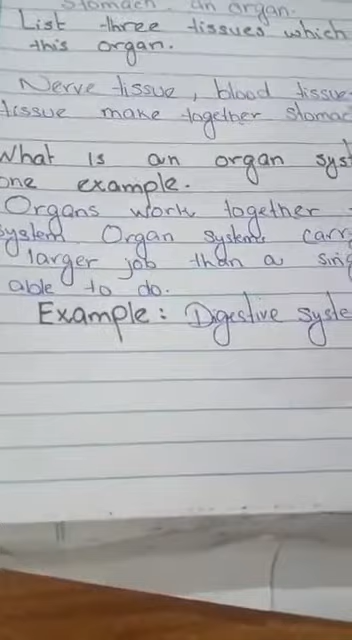 stomach an organ.
List three tissues which
this organ.
Nerve tissue, blood tissue
tissue make together stomac
What is an organ syst
one example.
Organs work together
system Organ systems carr
larger job than a sing
able to do.
Example: Digestive syste